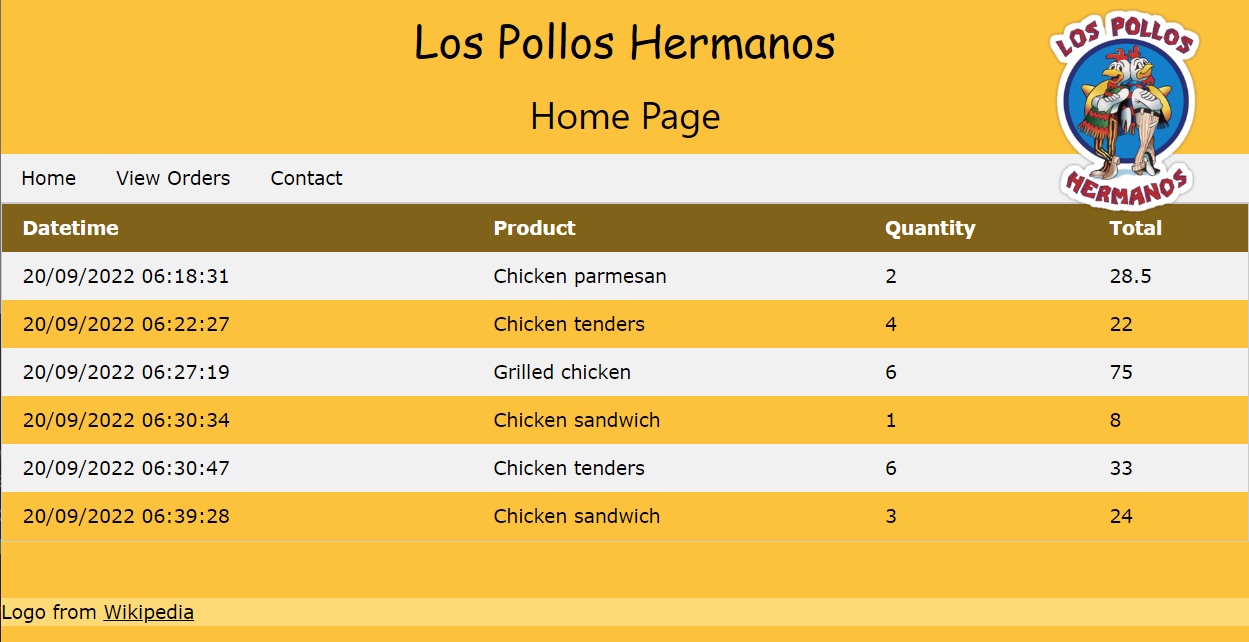 Los Pollos Hermanos
LOS POLLOS
HERMANOS
Home Page
Home View Orders Contact
Datetime Product Quantity Total
20/09/2022 06:18:31 Chicken parmesan 2 28.5
20/09/2022 06:22:27 Chicken tenders 4 22
20/09/2022 06:27:19 Grilled chicken 6 75
20/09/2022 06:30:34 Chicken sandwich 1 8
20/09/2022 06:30:47 Chicken tenders 6 33
20/09/2022 06:39:28 Chicken sandwich 3 24
Logo from Wikipedia